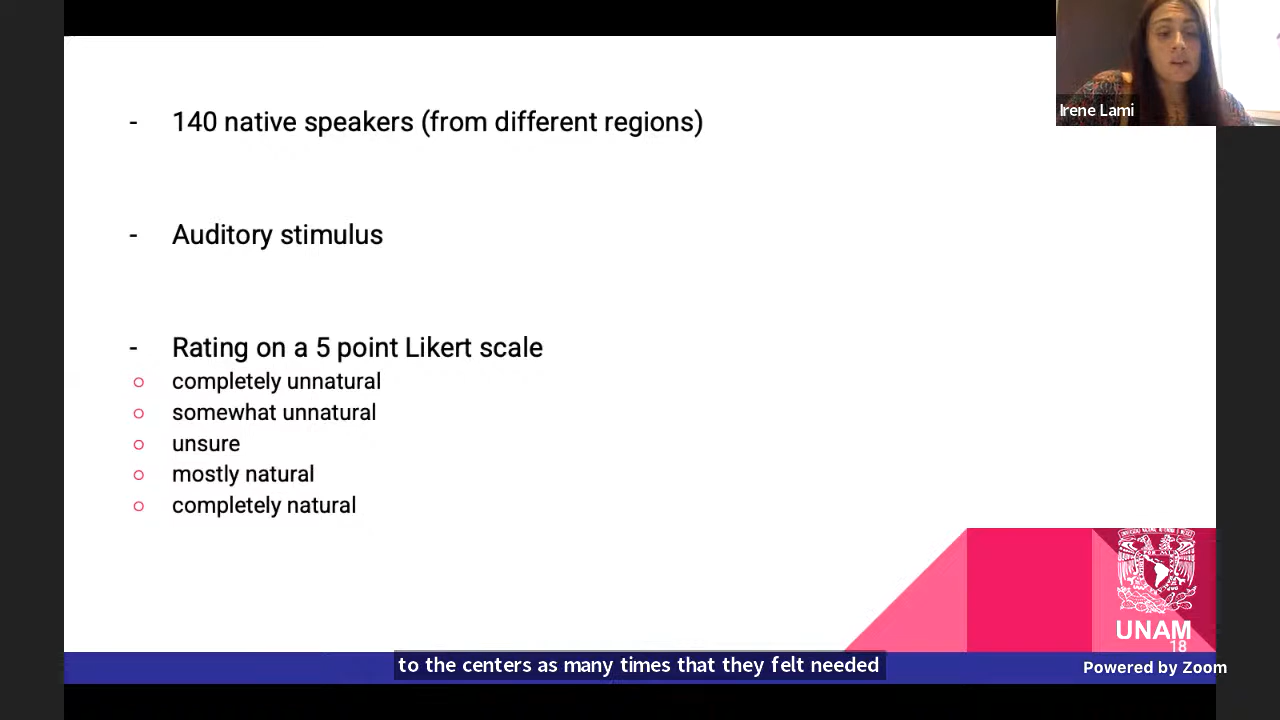 - 140 native speakers (from different regions)
Irene Lami
- Auditory stimulus
- Rating on a 5 point Likert scale
○ completely unnatural
○ somewhat unnatural
○ unsure
○ mostly natural
○ completely natural
UNAM
18
to the centers as many times that they felt needed
Powered by Zoom